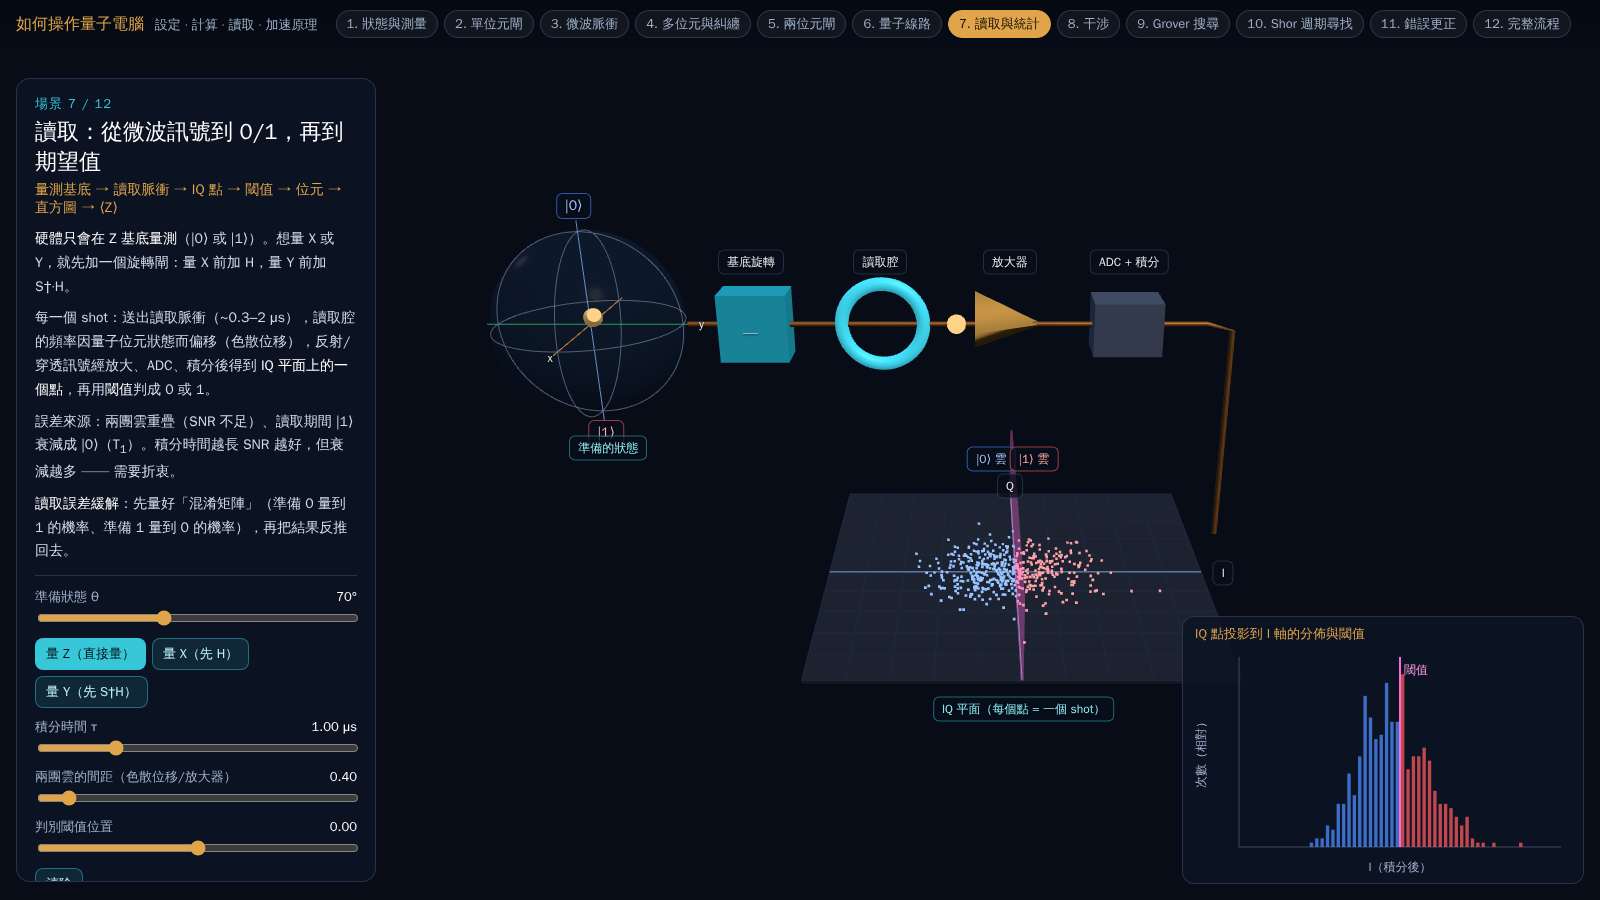 如何操作量子電腦 設定 · 計算 · 讀取 · 加速原理
1. 狀態與測量
2. 單位元閘
3. 微波脈衝
4. 多位元與糾纏
5. 兩位元閘
6. 量子線路
7. 讀取與統計
8. 干涉
9. Grover 搜尋
10. Shor 週期尋找
11. 錯誤更正
12. 完整流程
場景 7 / 12
讀取：從微波訊號到 0/1，再到
期望值
量測基底 → 讀取脈衝 → IQ 點 → 閾值 → 位元 →
直方圖 → ⟨Z⟩
硬體只會在 Z 基底量測（|0⟩ 或 |1⟩）。想量 X 或
Y，就先加一個旋轉閘：量 X 前加 H，量 Y 前加
S†·H。
每一個 shot：送出讀取脈衝（~0.3–2 µs），讀取腔
的頻率因量子位元狀態而偏移（色散位移），反射/
穿透訊號經放大、ADC、積分後得到 IQ 平面上的一
個點，再用閾值判成 0 或 1。
誤差來源：兩團雲重疊（SNR 不足）、讀取期間 |1⟩
衰減成 |0⟩（T₁）。積分時間越長 SNR 越好，但衰
減越多 —— 需要折衷。
讀取誤差緩解：先量好「混淆矩陣」（準備 0 量到
1 的機率、準備 1 量到 0 的機率），再把結果反推
回去。
準備狀態 θ 70°
量 Z（直接量）
量 X（先 H）
量 Y（先 S†H）
積分時間 τ 1.00 µs
兩團雲的間距（色散位移/放大器） 0.40
判別閾值位置 0.00
清除
|0⟩
y
x
|1⟩
準備的狀態
基底旋轉
—
讀取腔
放大器
ADC + 積分
|0⟩ 雲
|1⟩ 雲
Q
I
IQ 平面（每個點 = 一個 shot）
IQ 點投影到 I 軸的分佈與閾值
閾值
次數（相對）
I（積分後）